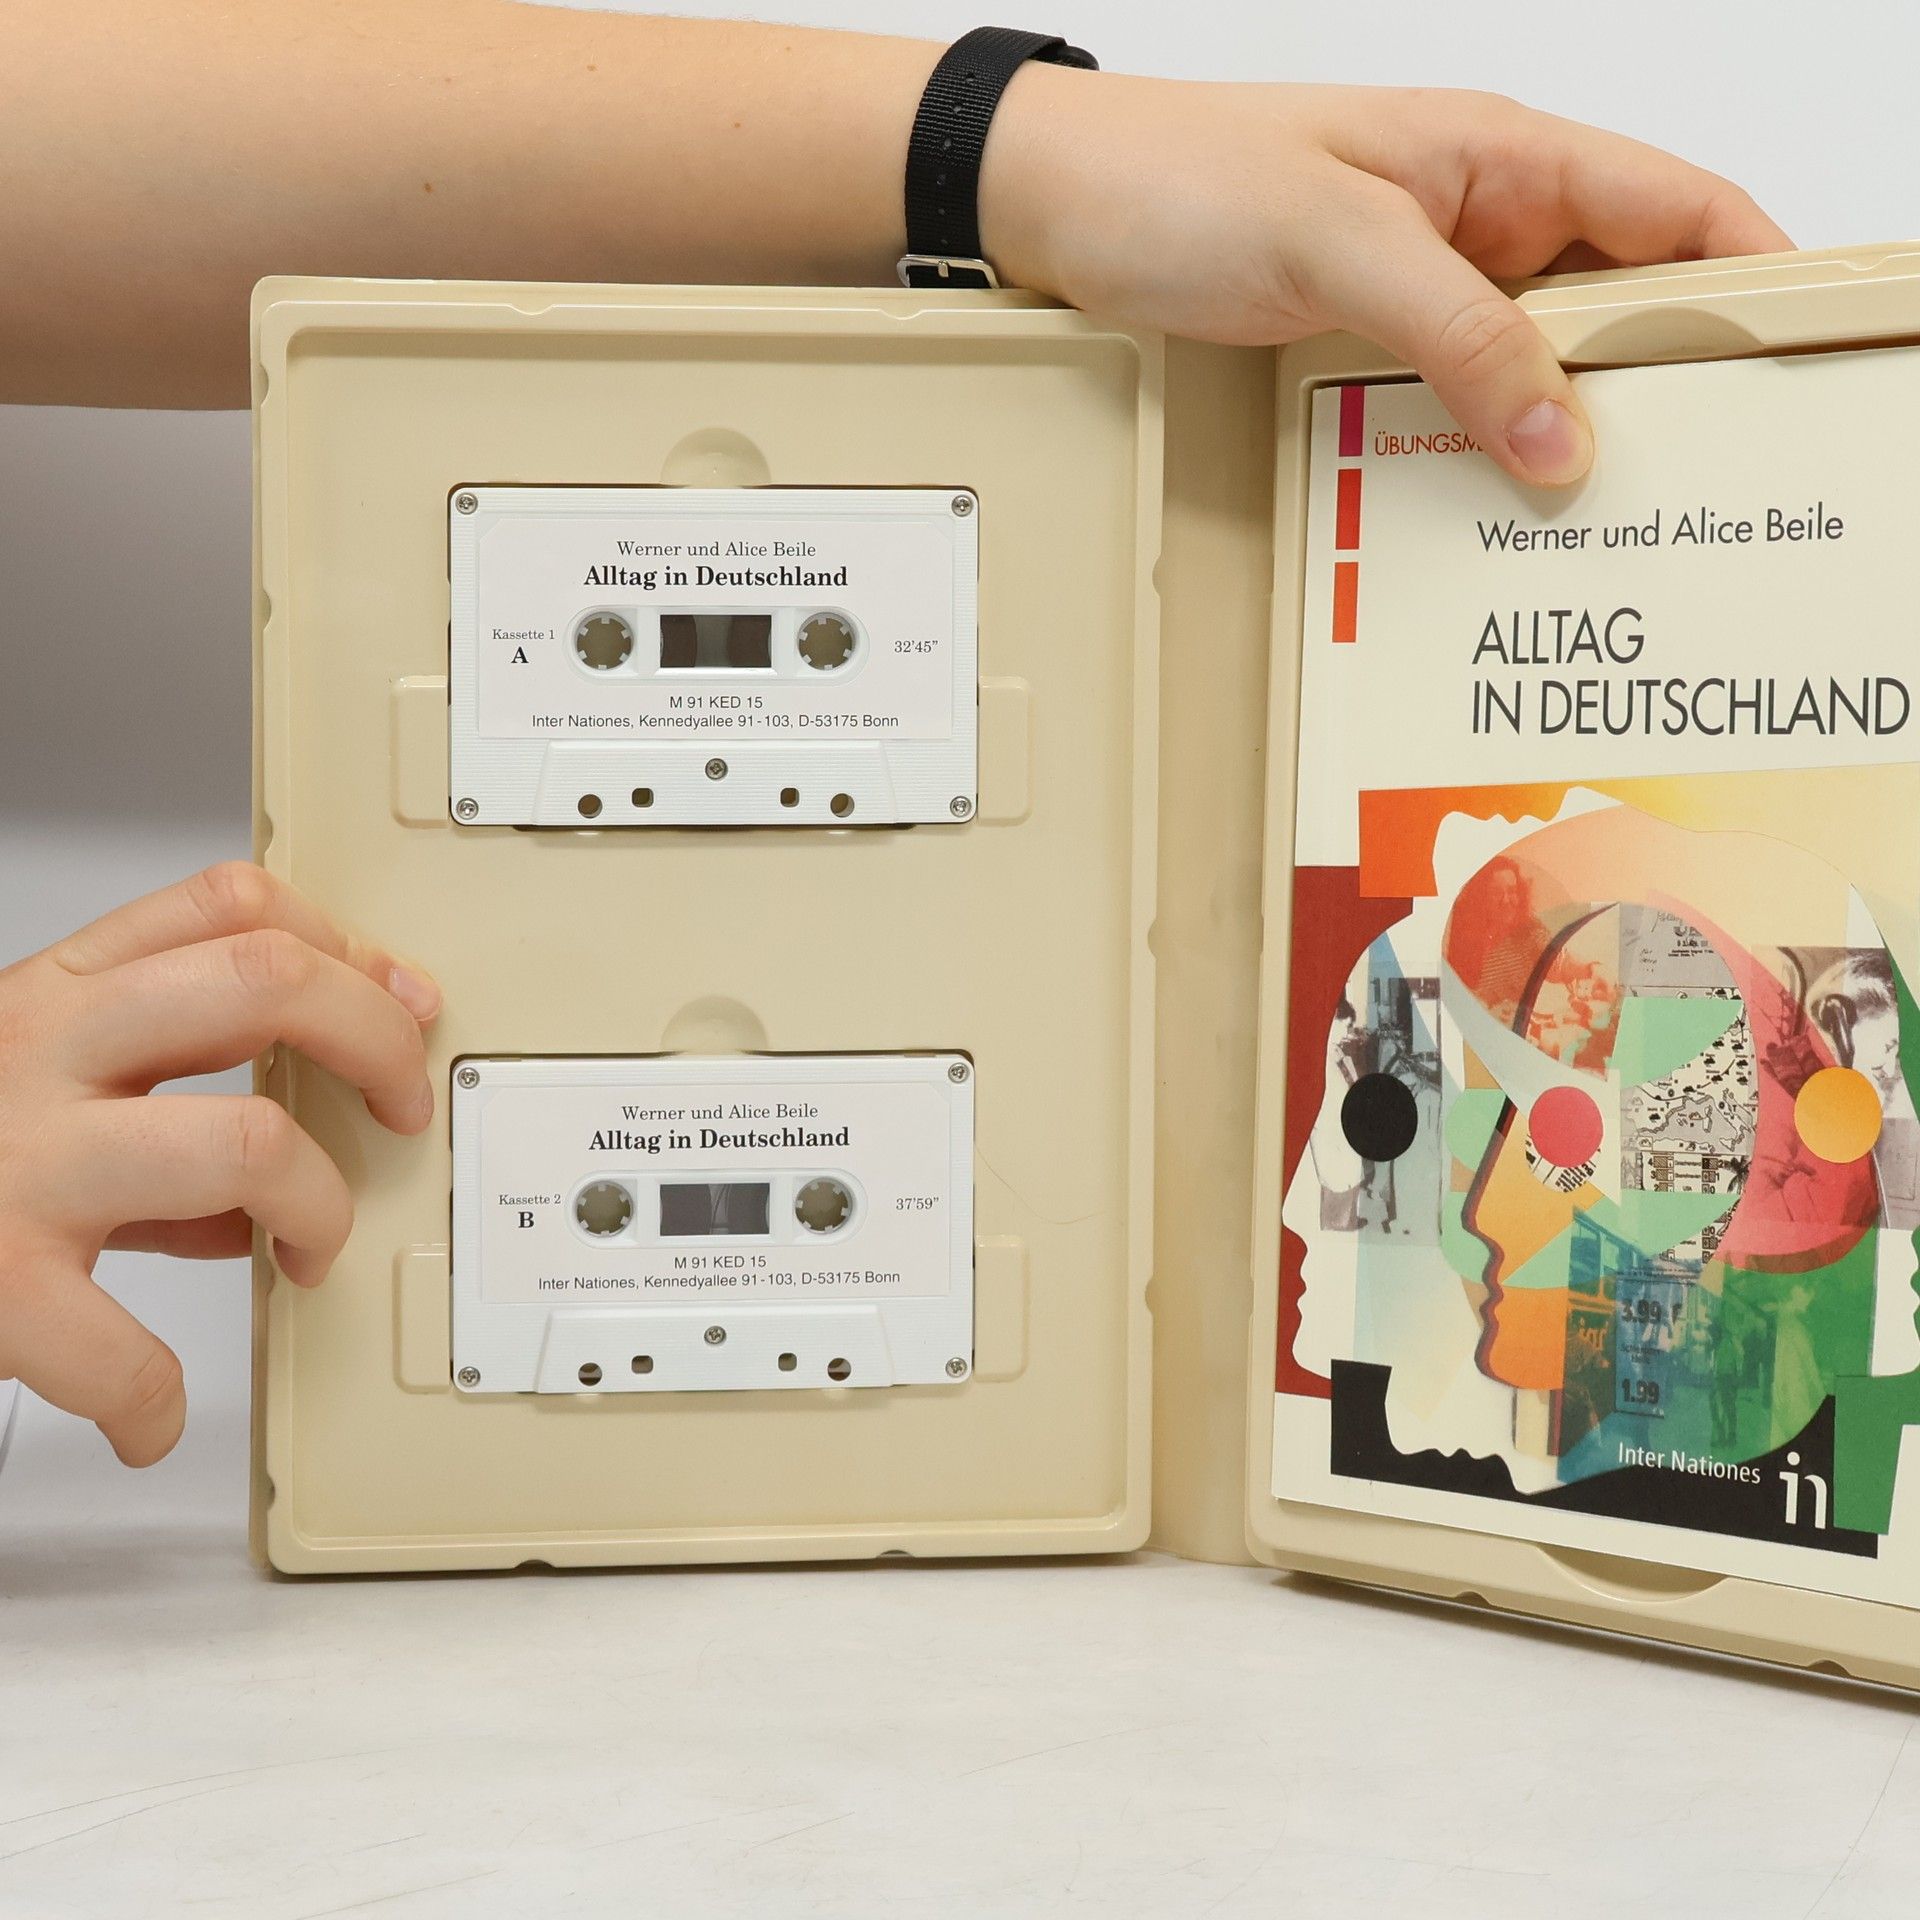 Werner und Alice Beile
Alltag in Deutschland
Kassette 1
A
32'45"
M 91 KED 15
Inter Nationes, Kennedyallee 91-103, D-53175 Bonn
Werner und Alice Beile
Alltag in Deutschland
Kassette 2
B
37'59"
M 91 KED 15
Inter Nationes, Kennedyallee 91-103, D-53175 Bonn
Werner und Alice Beile
ALLTAG
IN DEUTSCHLAND
3.99
1.99
Inter Nationes
in